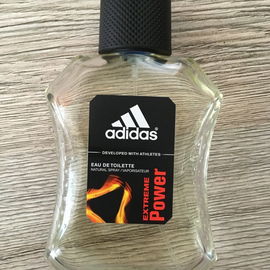 adidas
DEVELOPED WITH ATHLETES
EAU DE TOILETTE
NATURAL SPRAY / VAPORISATEUR
EXTREME
Power